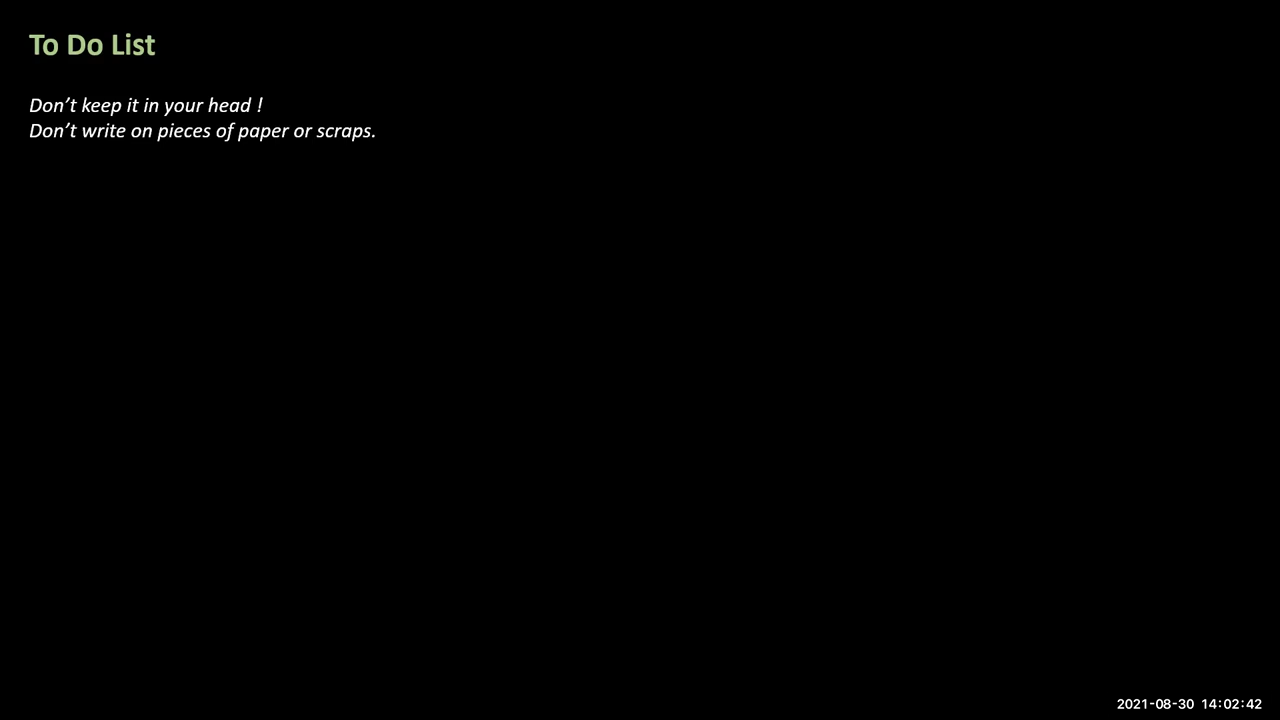 To Do List
Don’t keep it in your head !
Don’t write on pieces of paper or scraps.
2021-08-30 14:02:42